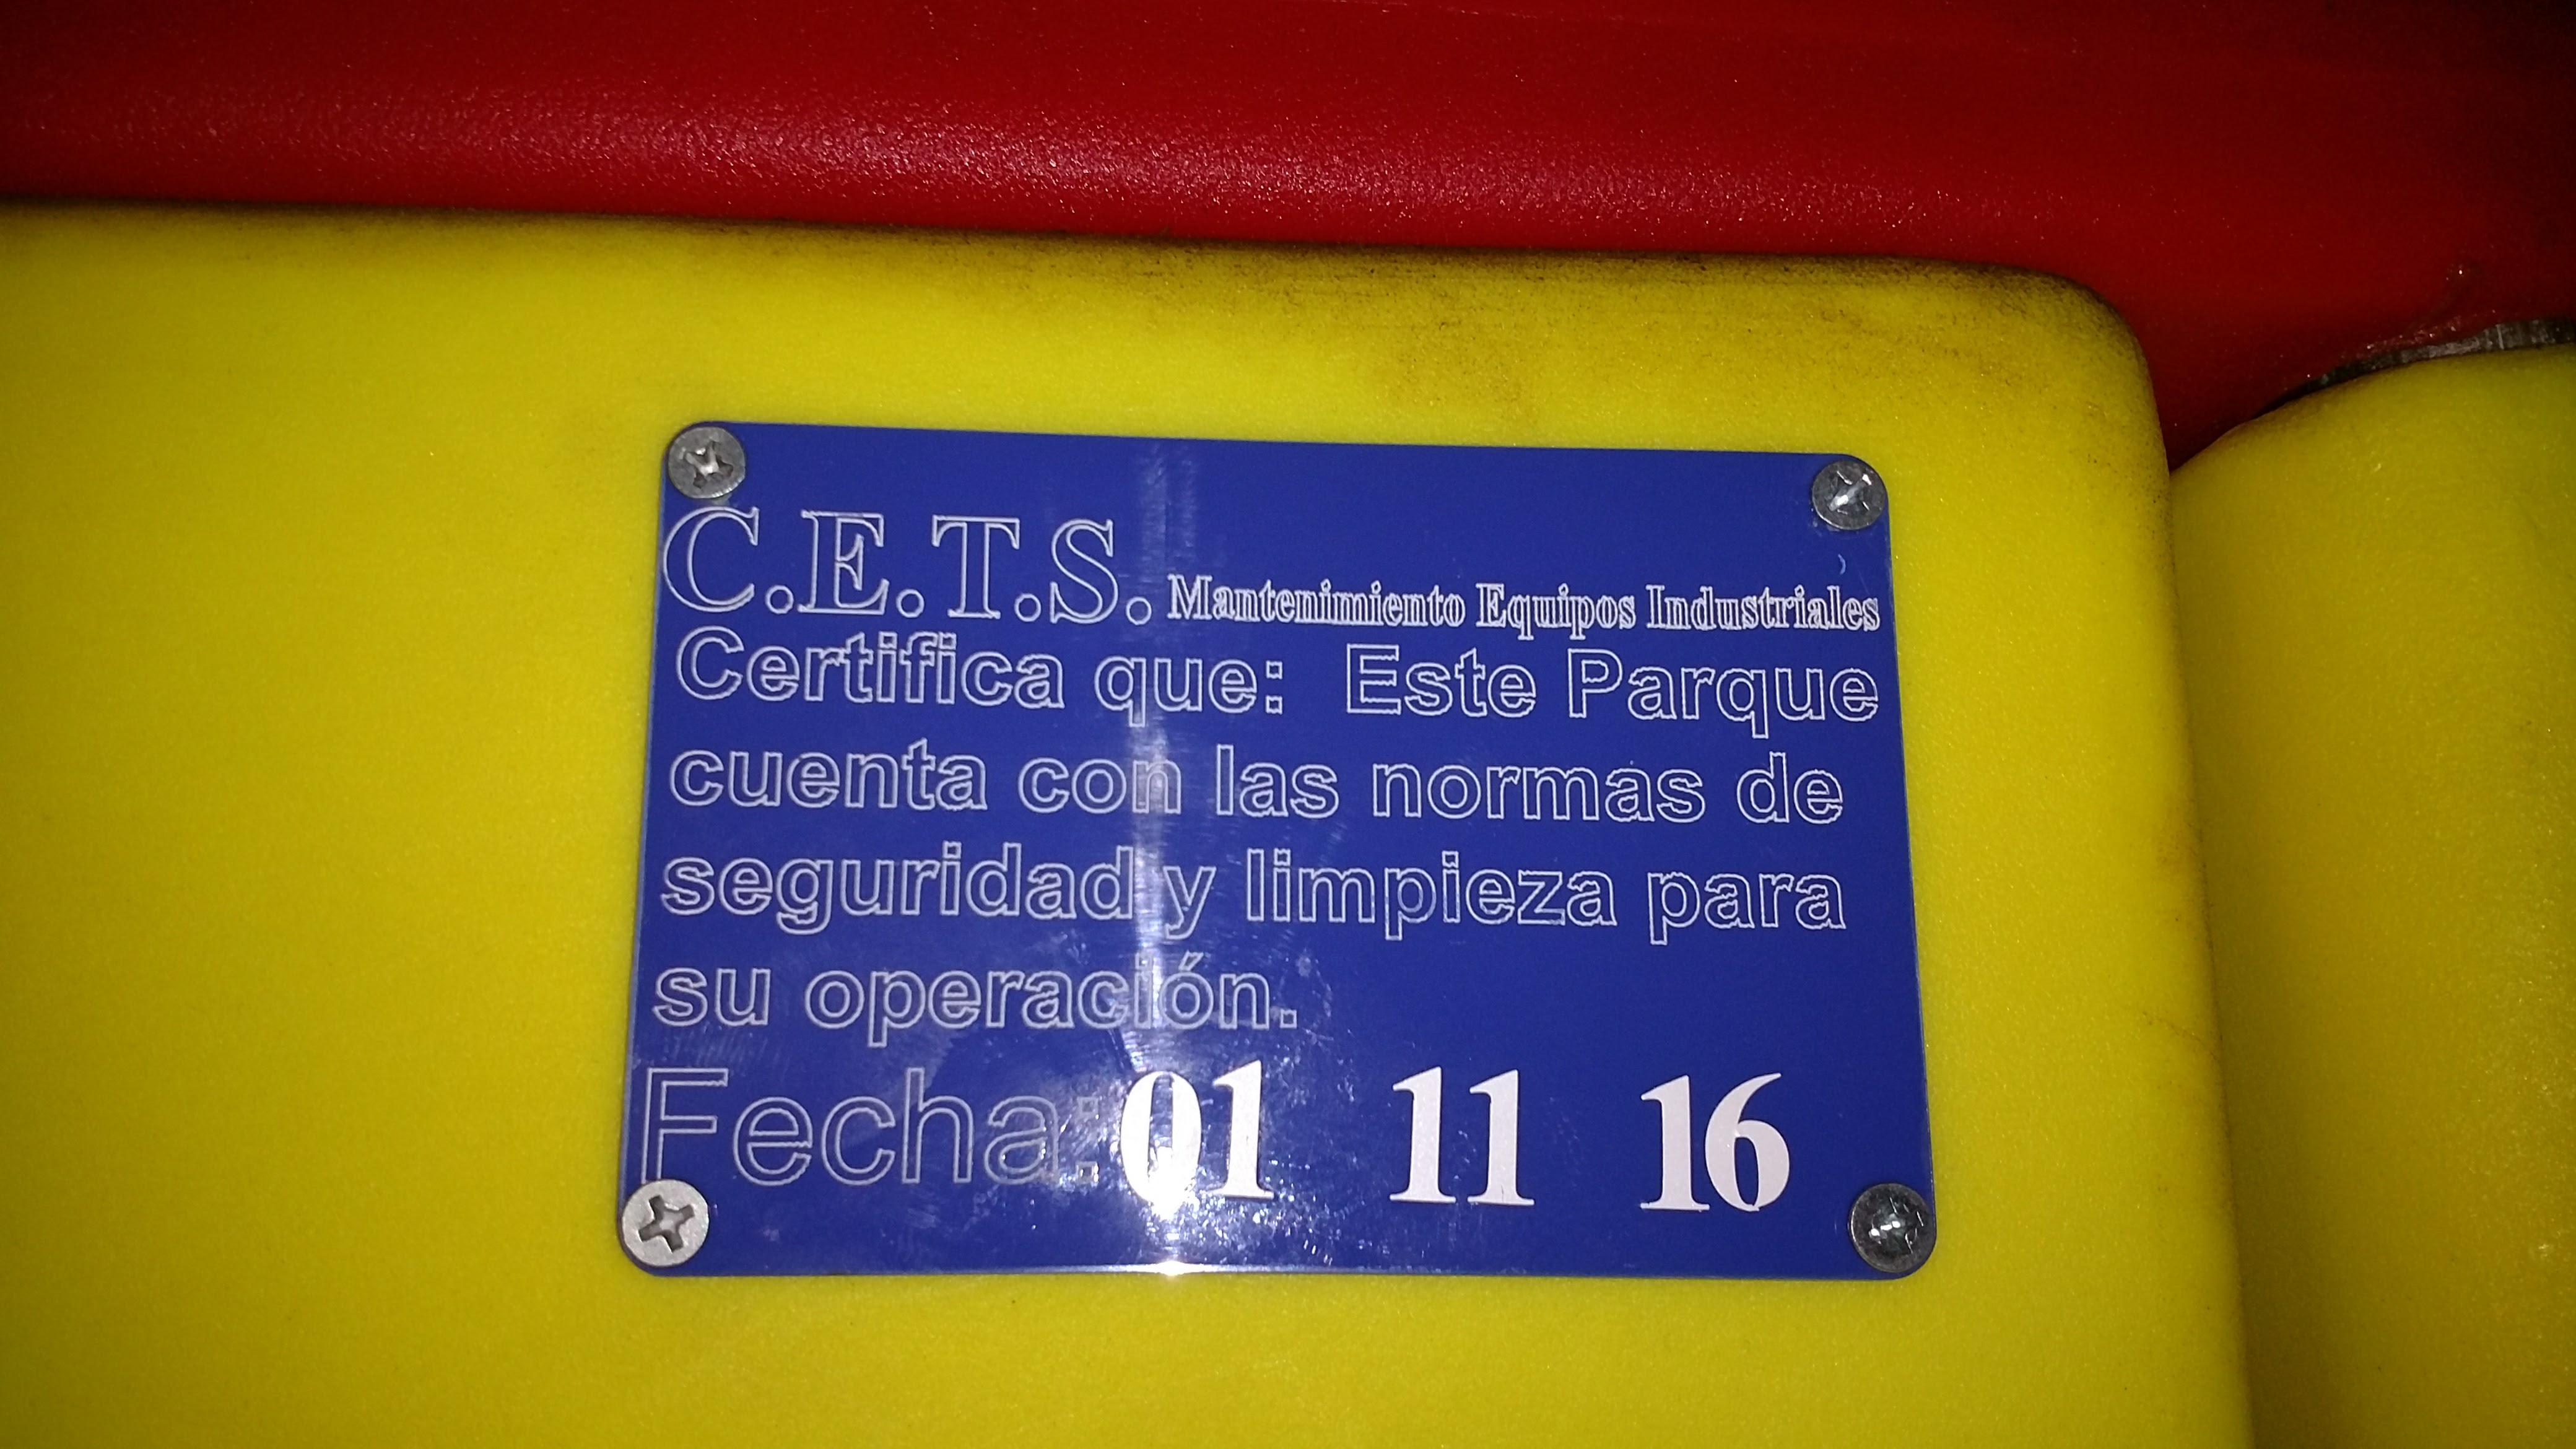 C.E.T.S. Mantenimiento Equipos Industriales
Certifica que: Este Parque
cuenta con las normas de
seguridad y limpieza para
su operación.
Fecha: 01 11 16